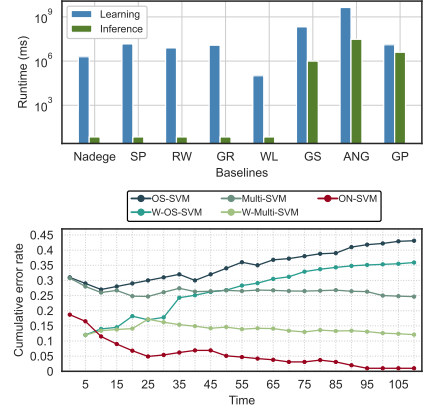 10^9
10^6
10^3
Runtime (ms)
Learning
Inference
Nadege SP RW GR WL GS ANG GP
Baselines
OS-SVM Multi-SVM ON-SVM
W-OS-SVM W-Multi-SVM
0.45
0.4
0.35
0.3
0.25
0.2
0.15
0.1
0.05
0
Cumulative error rate
5 15 25 35 45 55 65 75 85 95 105
Time